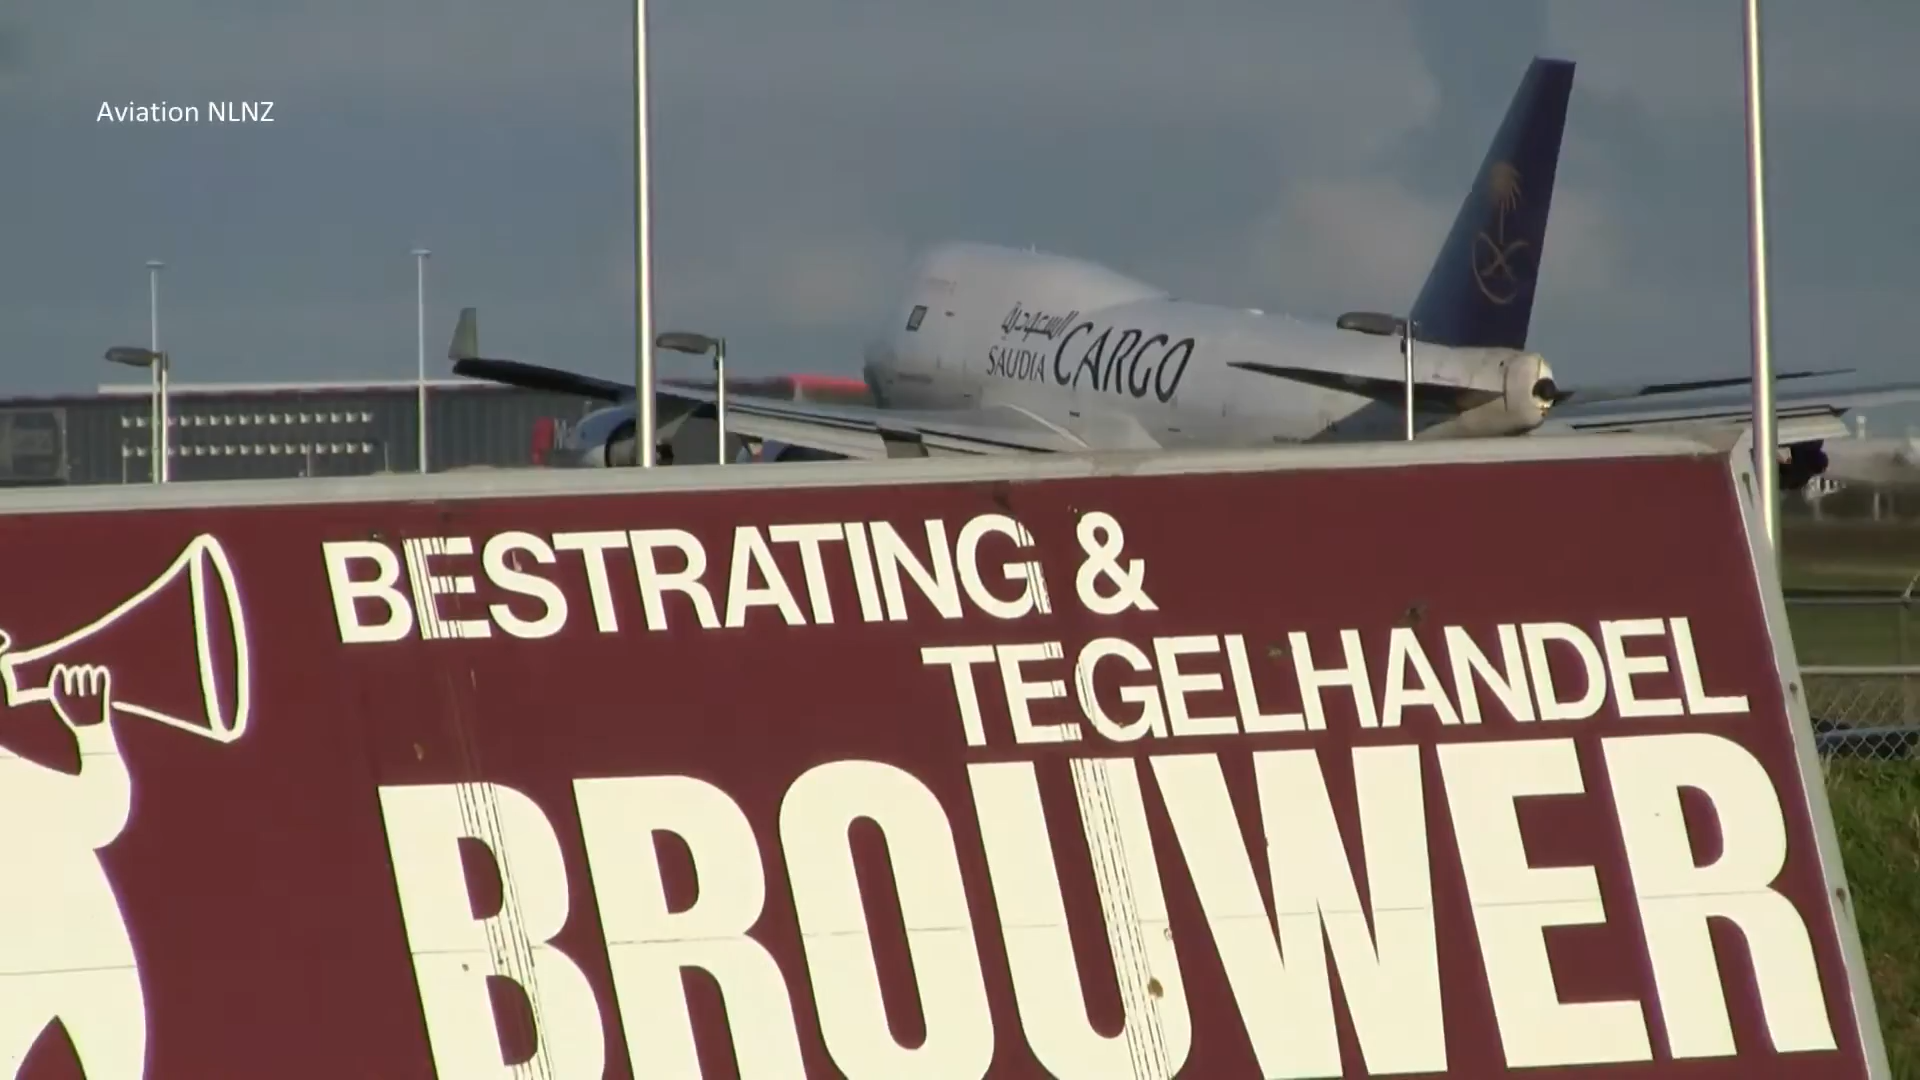 Aviation NLNZ
السعودية
SAUDIA CARGO
BESTRATING &
TEGELHANDEL
BROUWER